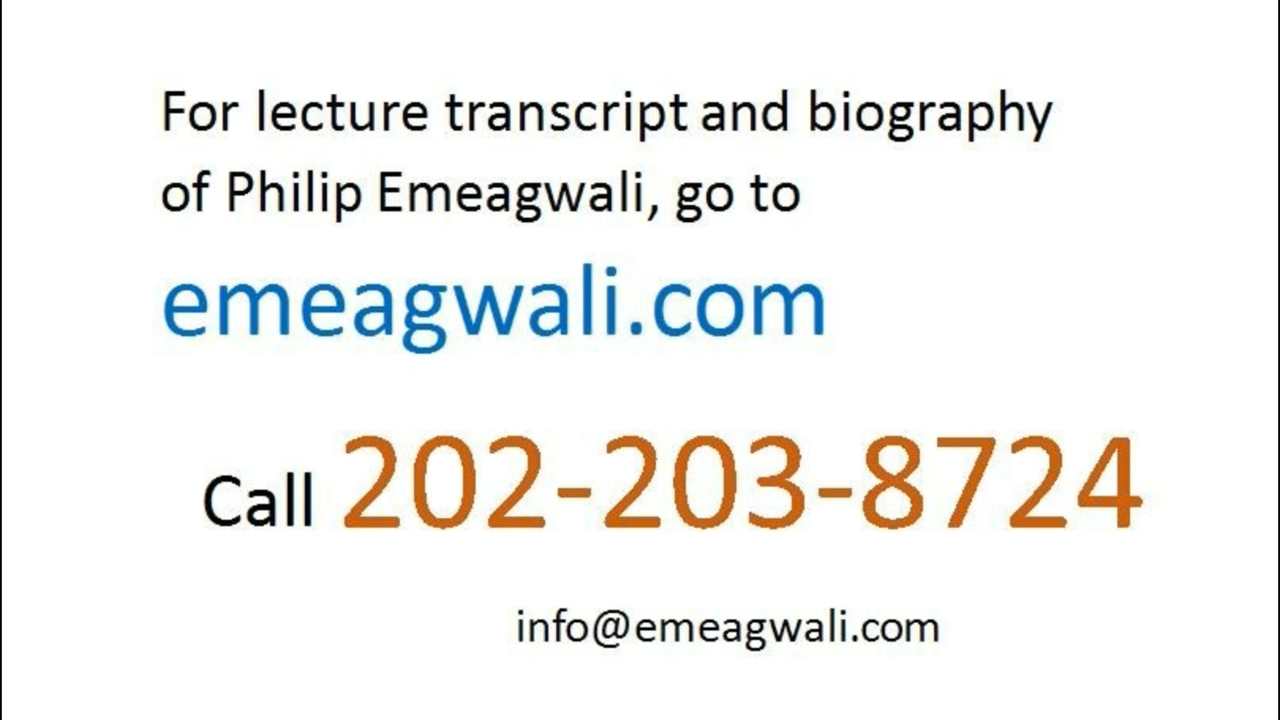 For lecture transcript and biography
of Philip Emeagwali, go to
emeagwali.com
Call 202-203-8724
info@emeagwali.com